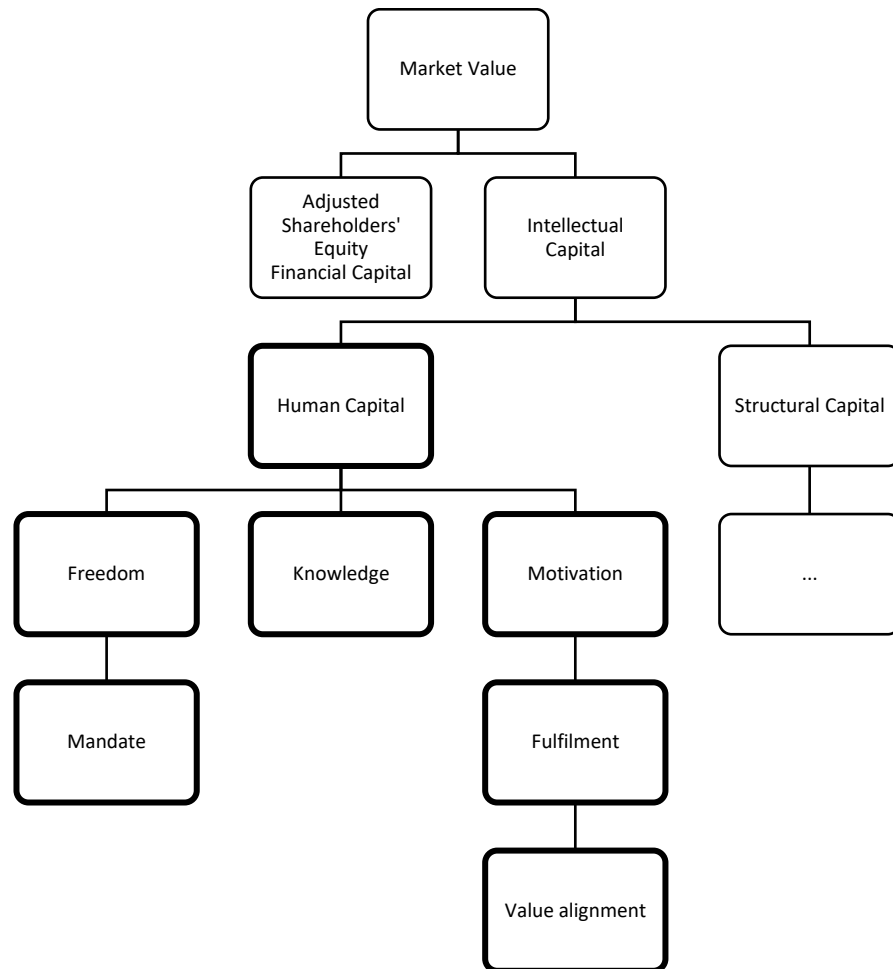 Market Value
Adjusted
Shareholders'
Equity
Financial Capital
Intellectual
Capital
Human Capital
Structural Capital
Freedom
Knowledge
Motivation
...
Mandate
Fulfilment
Value alignment